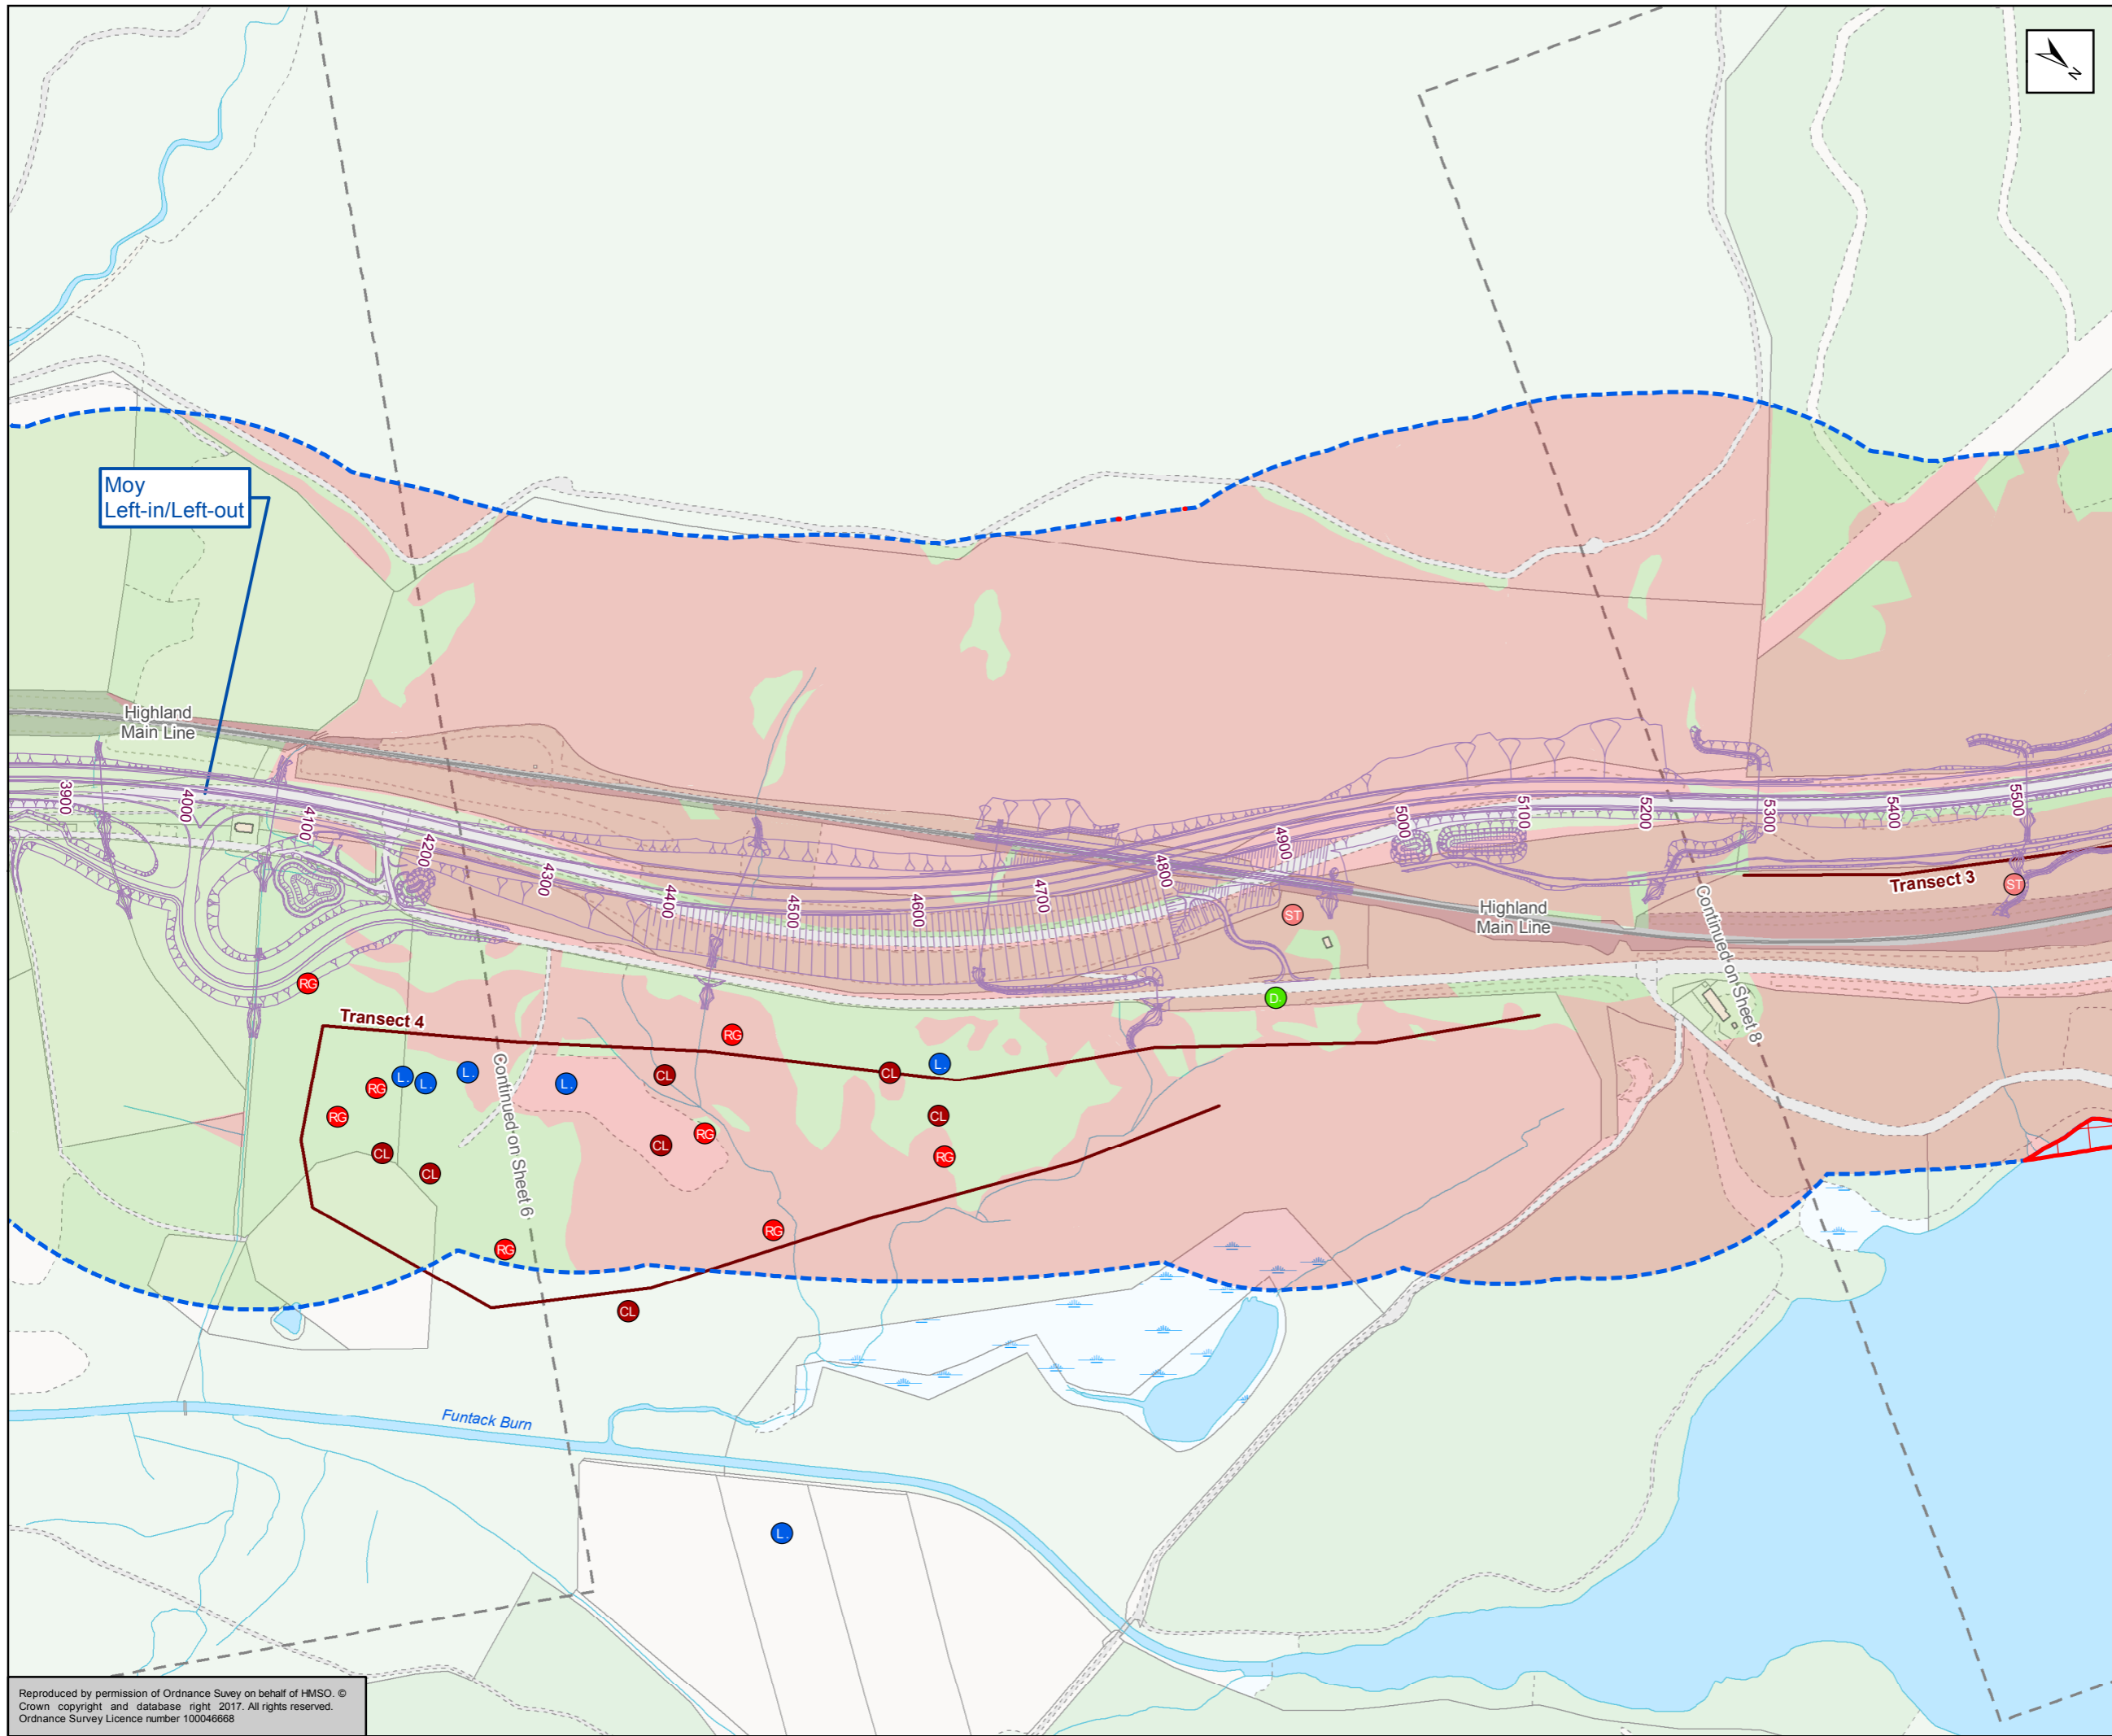 N
Moy
Left-in/Left-out
Highland
Main Line
3900
4000
4100
4200
4300
4400
4500
4600
4700
4800
4900
5000
5100
5200
5300
5400
5500
Transect 3
ST
ST
Highland
Main Line
Continued on Sheet 8
D.
RG
Transect 4
RG
L.
L.
L.
L.
CL
CL
L.
RG
RG
CL
RG
CL
CL
CL
RG
Continued on Sheet 6
RG
RG
CL
Funtack Burn
L.
Reproduced by permission of Ordnance Suvey on behalf of HMSO. ©
Crown copyright and database right 2017. All rights reserved.
Ordnance Survey Licence number 100046668